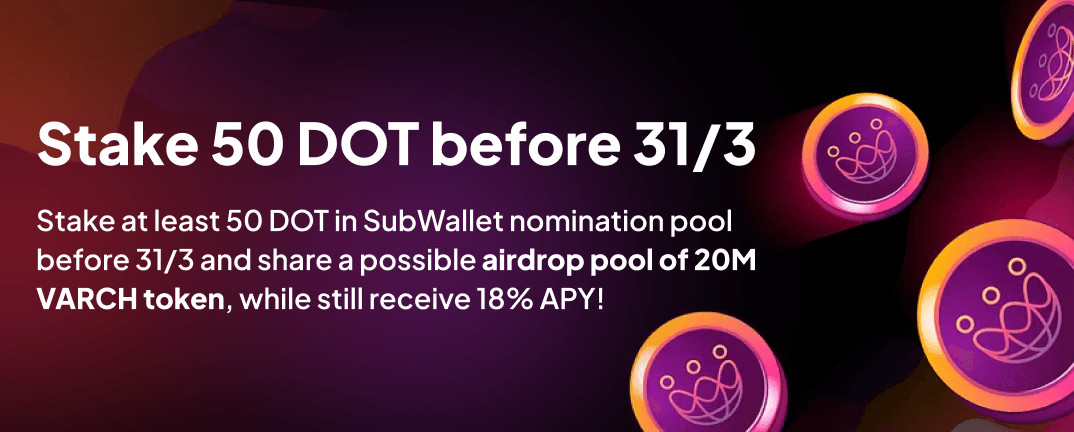 Stake 50 DOT before 31/3
Stake at least 50 DOT in SubWallet nomination pool
before 31/3 and share a possible airdrop pool of 20M
VARCH token, while still receive 18% APY!